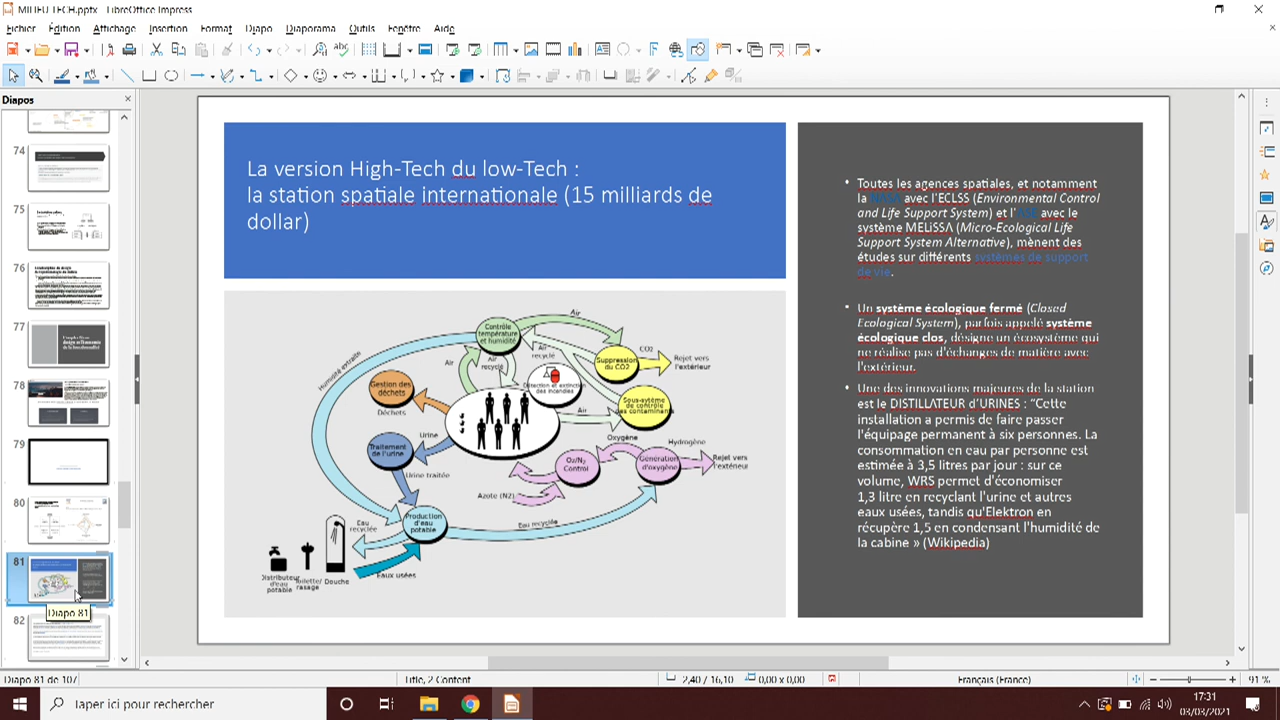 MILIEU TECH.pptx - LibreOffice Impress
Fichier Édition Affichage Insertion Format Diapo Diaporama Outils Fenêtre Aide
Diapos
74
75
76
77
78
79
80
81
Diapo 81
82
La version High-Tech du low-Tech :
la station spatiale internationale (15 milliards de
dollar)
Contrôle
température
et humidité
Air
Humidité extraite
Air
Air
recyclé
Air
recyclé
CO2
Suppression
du CO2
Rejet vers
l'extérieur
Détection et extinction
des incendies
Gestion des
déchets
Déchets
Sous-sytème
de contrôle
des contaminants
Air
Urine
Traitement
de l'urine
Urine traitée
Oxygène
Hydrogène
O2/N2
Control
Génération
d'oxygène
Rejet vers
l'extérieur
Azote (N2)
Production
d'eau
potable
Eau
recyclée
Eau recyclée
Distributeur
d'eau
potable
Toilette/
rasage
Douche
Eaux usées
• Toutes les agences spatiales, et notamment
la NASA avec l'ECLSS (Environmental Control
and Life Support System) et l' ESA avec le
système MELiSSA (Micro-Ecological Life
Support System Alternative), mènent des
études sur différents systèmes de support
de vie.
• Un système écologique fermé (Closed
Ecological System), parfois appelé système
écologique clos, désigne un écosystème qui
ne réalise pas d'échanges de matière avec
l'extérieur.
• Une des innovations majeures de la station
est le DISTILLATEUR d'URINES : "Cette
installation a permis de faire passer
l'équipage permanent à six personnes. La
consommation en eau par personne est
estimée à 3,5 litres par jour : sur ce
volume, WRS permet d'économiser
1,3 litre en recyclant l'urine et autres
eaux usées, tandis qu'Elektron en
récupère 1,5 en condensant l'humidité de
la cabine » (Wikipedia)
Diapo 81 de 107 Title, 2 Content 2,40 / 16,10 0,00 x 0,00 Français (France) 91 %
Taper ici pour rechercher
17:31
03/03/2021